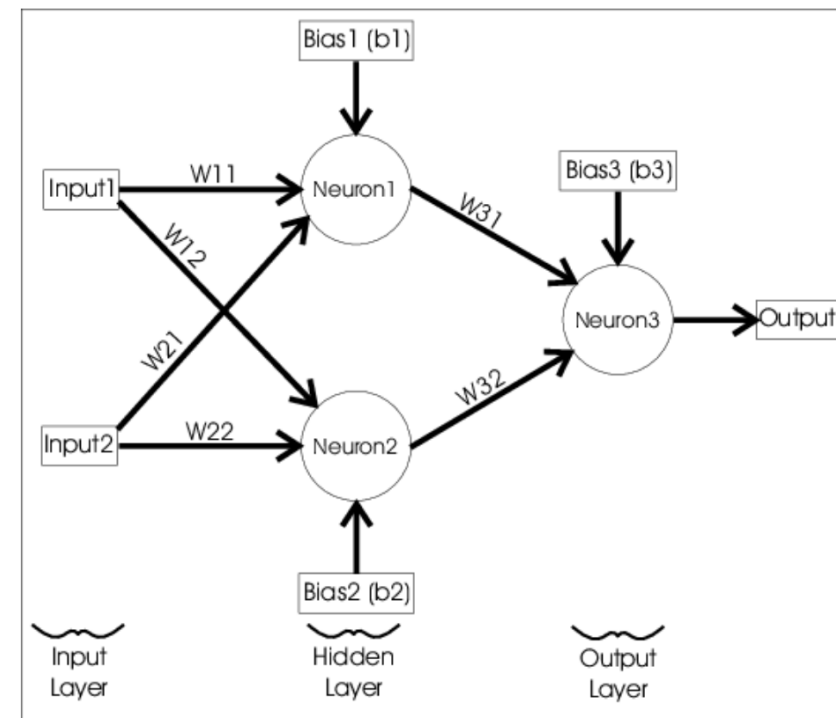 Bias1 (b1)
Input1
W11
Neuron1
Bias3 (b3)
W12
W31
W21
Neuron3
Output
W32
Input2
W22
Neuron2
Bias2 (b2)
Input
Layer
Hidden
Layer
Output
Layer